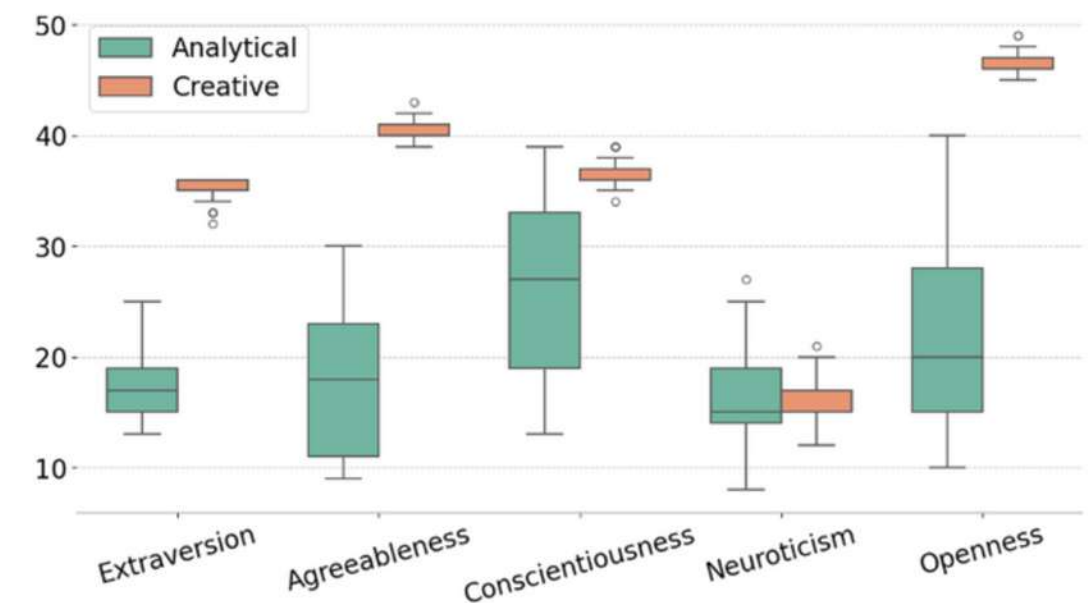 50
Analytical
Creative
40
30
20
10
Extraversion
Agreeableness
Conscientiousness
Neuroticism
Openness